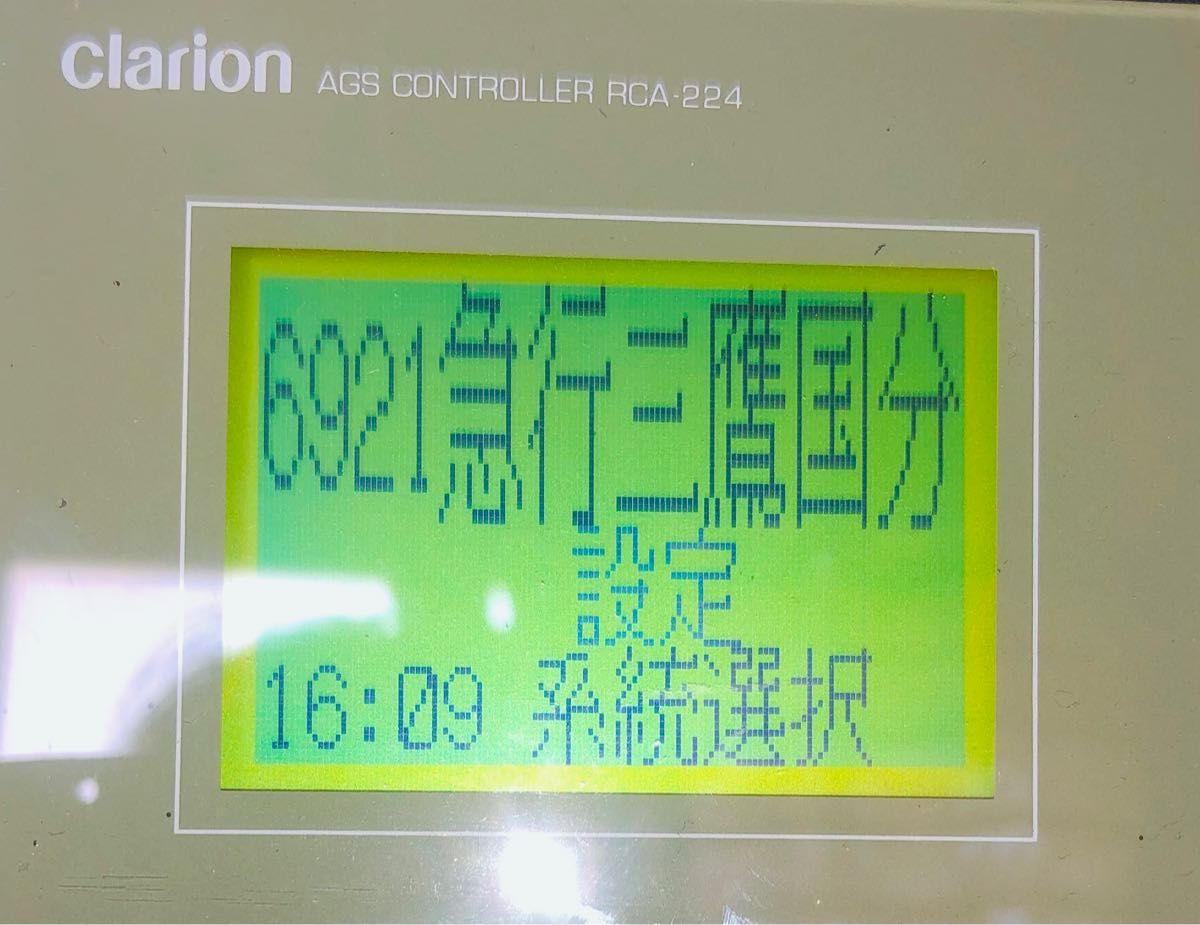 clarion AGS CONTROLLER RCA-224
6921急行三鷹国分
設定
16:09 系統選択